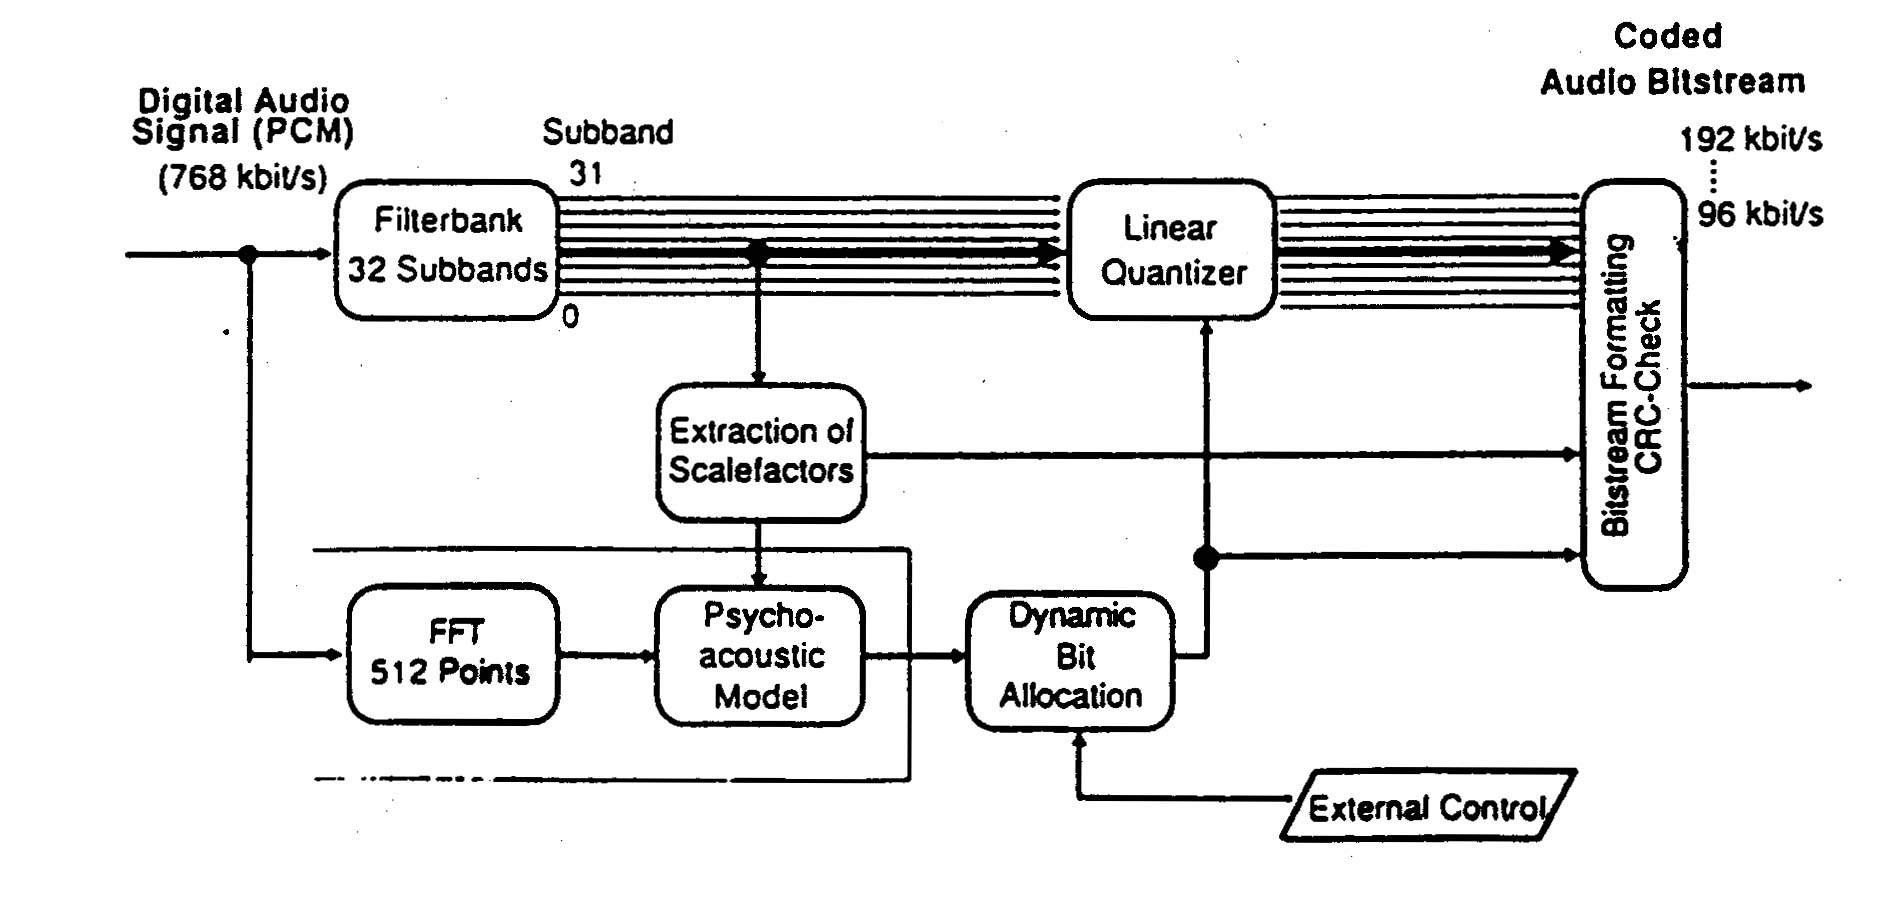 Coded
Audio Bitstream
192 kbit/s
96 kbit/s
Digital Audio
Signal (PCM)
(768 kbit/s)
Subband
31
0
Filterbank
32 Subbands
Linear
Quantizer
Bitstream Formatting
CRC-Check
Extraction of
Scalefactors
FFT
512 Points
Psycho-
acoustic
Model
Dynamic
Bit
Allocation
External Control